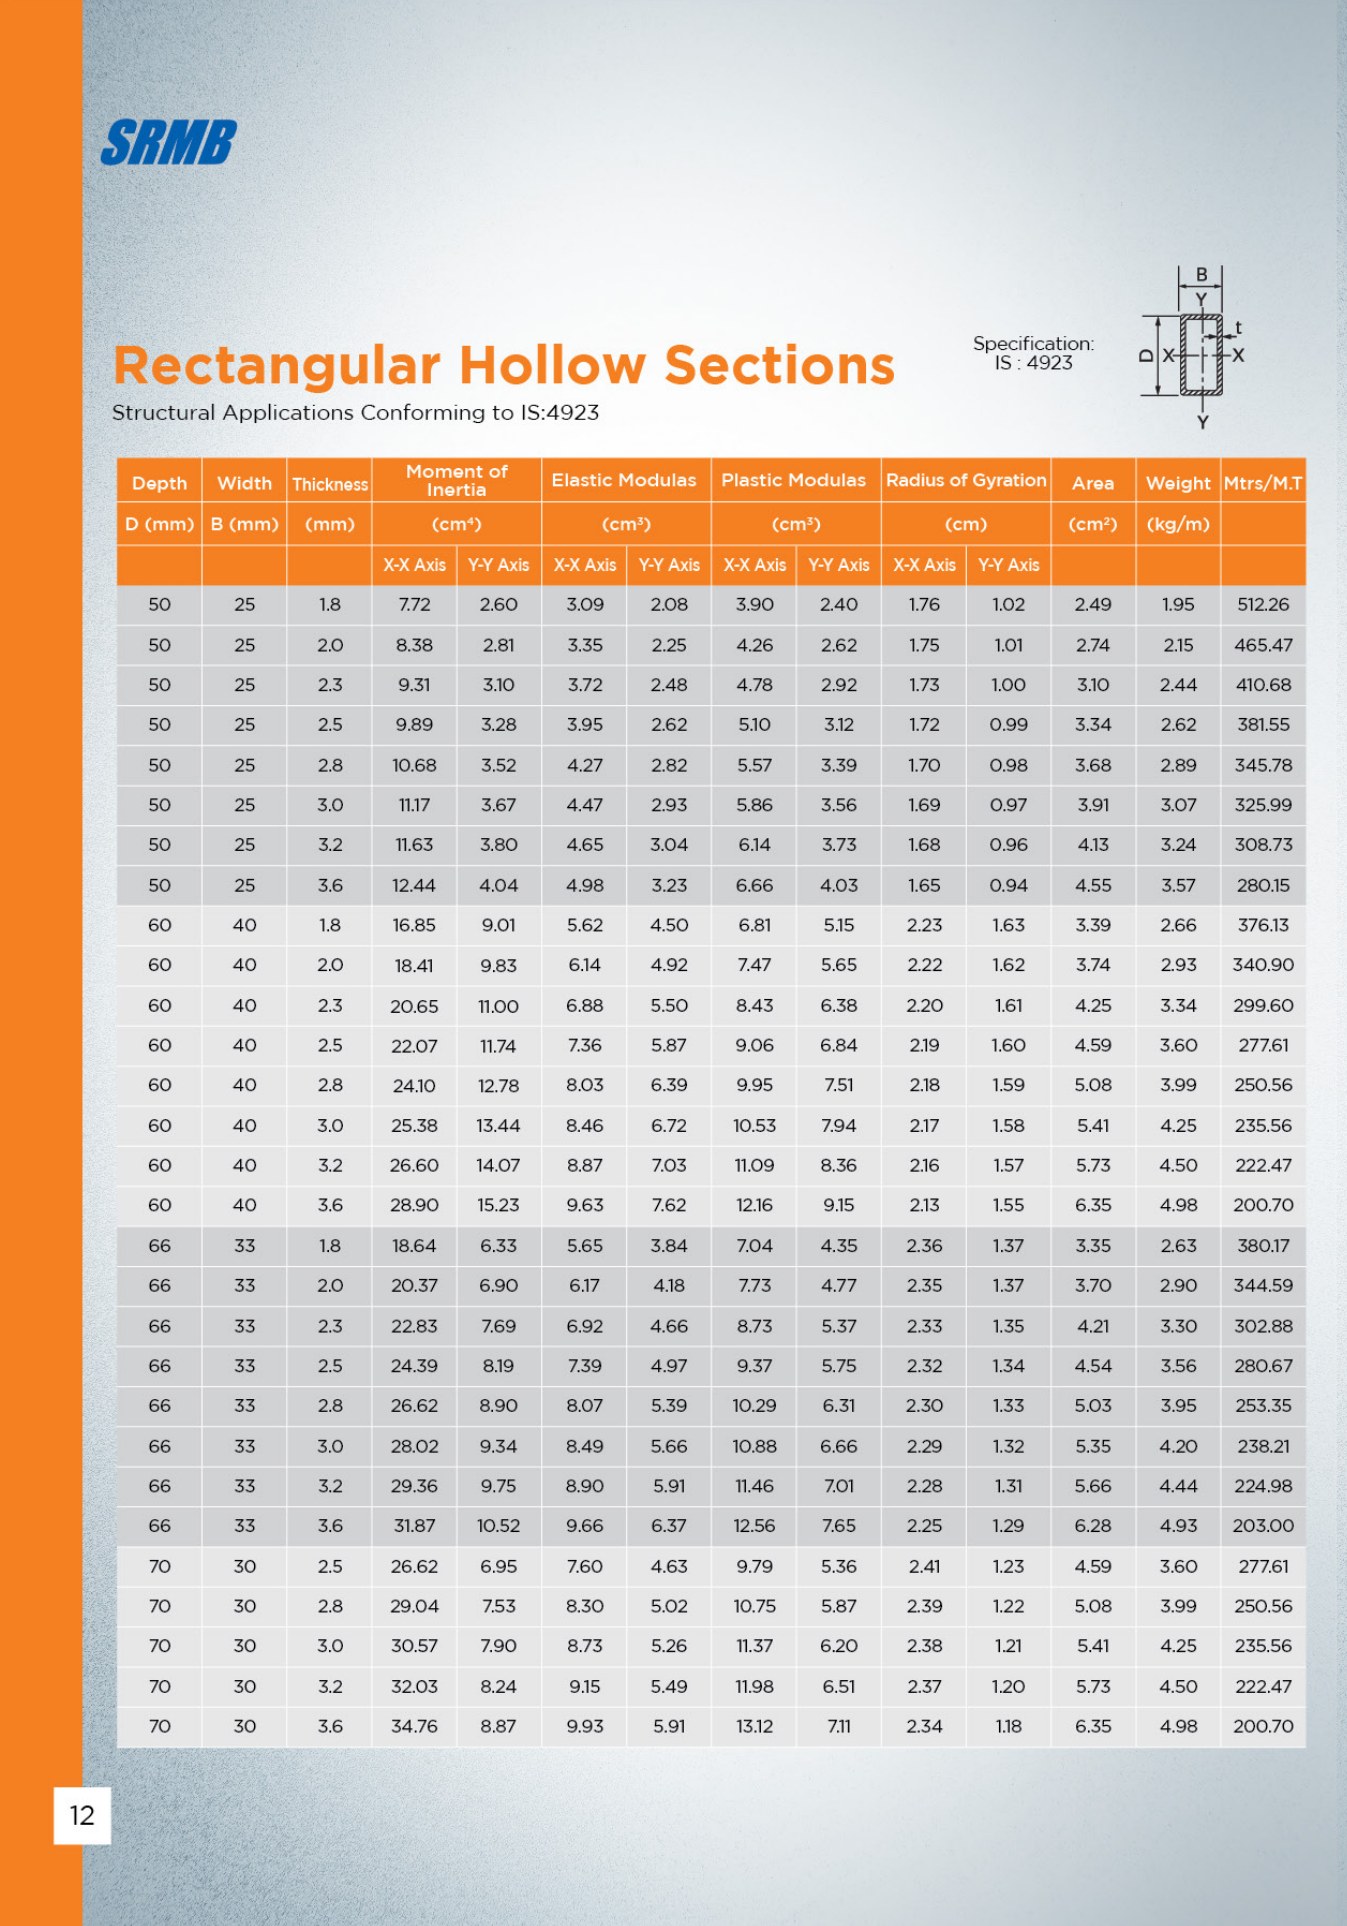 SRMB
B
Y
t
D
X
X
Y
Specification:
IS : 4923
Rectangular Hollow Sections
Structural Applications Conforming to IS:4923
Depth Width Thickness Moment of Inertia Elastic Modulas Plastic Modulas Radius of Gyration Area Weight Mtrs/M.T
D (mm) B (mm) (mm) (cm⁴) (cm³) (cm³) (cm) (cm²) (kg/m)
X-X Axis Y-Y Axis X-X Axis Y-Y Axis X-X Axis Y-Y Axis X-X Axis Y-Y Axis
50 25 1.8 7.72 2.60 3.09 2.08 3.90 2.40 1.76 1.02 2.49 1.95 512.26
50 25 2.0 8.38 2.81 3.35 2.25 4.26 2.62 1.75 1.01 2.74 2.15 465.47
50 25 2.3 9.31 3.10 3.72 2.48 4.78 2.92 1.73 1.00 3.10 2.44 410.68
50 25 2.5 9.89 3.28 3.95 2.62 5.10 3.12 1.72 0.99 3.34 2.62 381.55
50 25 2.8 10.68 3.52 4.27 2.82 5.57 3.39 1.70 0.98 3.68 2.89 345.78
50 25 3.0 11.17 3.67 4.47 2.93 5.86 3.56 1.69 0.97 3.91 3.07 325.99
50 25 3.2 11.63 3.80 4.65 3.04 6.14 3.73 1.68 0.96 4.13 3.24 308.73
50 25 3.6 12.44 4.04 4.98 3.23 6.66 4.03 1.65 0.94 4.55 3.57 280.15
60 40 1.8 16.85 9.01 5.62 4.50 6.81 5.15 2.23 1.63 3.39 2.66 376.13
60 40 2.0 18.41 9.83 6.14 4.92 7.47 5.65 2.22 1.62 3.74 2.93 340.90
60 40 2.3 20.65 11.00 6.88 5.50 8.43 6.38 2.20 1.61 4.25 3.34 299.60
60 40 2.5 22.07 11.74 7.36 5.87 9.06 6.84 2.19 1.60 4.59 3.60 277.61
60 40 2.8 24.10 12.78 8.03 6.39 9.95 7.51 2.18 1.59 5.08 3.99 250.56
60 40 3.0 25.38 13.44 8.46 6.72 10.53 7.94 2.17 1.58 5.41 4.25 235.56
60 40 3.2 26.60 14.07 8.87 7.03 11.09 8.36 2.16 1.57 5.73 4.50 222.47
60 40 3.6 28.90 15.23 9.63 7.62 12.16 9.15 2.13 1.55 6.35 4.98 200.70
66 33 1.8 18.64 6.33 5.65 3.84 7.04 4.35 2.36 1.37 3.35 2.63 380.17
66 33 2.0 20.37 6.90 6.17 4.18 7.73 4.77 2.35 1.37 3.70 2.90 344.59
66 33 2.3 22.83 7.69 6.92 4.66 8.73 5.37 2.33 1.35 4.21 3.30 302.88
66 33 2.5 24.39 8.19 7.39 4.97 9.37 5.75 2.32 1.34 4.54 3.56 280.67
66 33 2.8 26.62 8.90 8.07 5.39 10.29 6.31 2.30 1.33 5.03 3.95 253.35
66 33 3.0 28.02 9.34 8.49 5.66 10.88 6.66 2.29 1.32 5.35 4.20 238.21
66 33 3.2 29.36 9.75 8.90 5.91 11.46 7.01 2.28 1.31 5.66 4.44 224.98
66 33 3.6 31.87 10.52 9.66 6.37 12.56 7.65 2.25 1.29 6.28 4.93 203.00
70 30 2.5 26.62 6.95 7.60 4.63 9.79 5.36 2.41 1.23 4.59 3.60 277.61
70 30 2.8 29.04 7.53 8.30 5.02 10.75 5.87 2.39 1.22 5.08 3.99 250.56
70 30 3.0 30.57 7.90 8.73 5.26 11.37 6.20 2.38 1.21 5.41 4.25 235.56
70 30 3.2 32.03 8.24 9.15 5.49 11.98 6.51 2.37 1.20 5.73 4.50 222.47
70 30 3.6 34.76 8.87 9.93 5.91 13.12 7.11 2.34 1.18 6.35 4.98 200.70
12